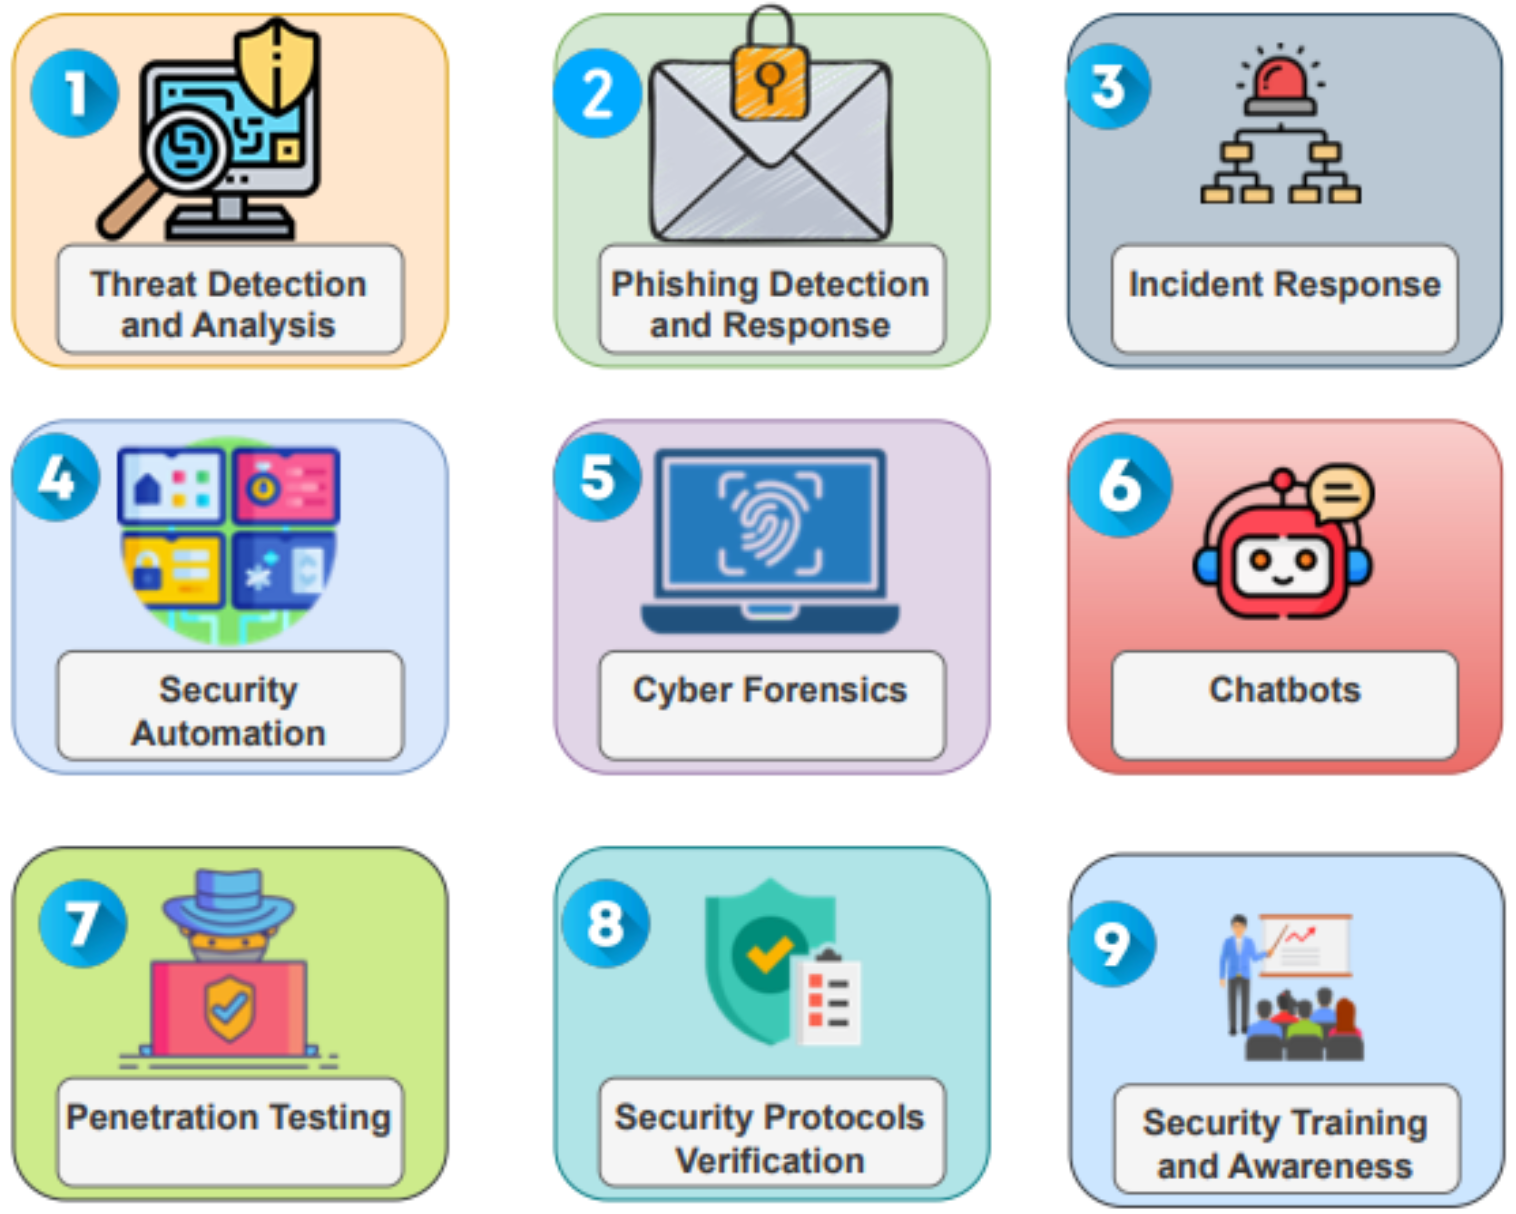 1
Threat Detection
and Analysis
2
Phishing Detection
and Response
3
Incident Response
4
Security
Automation
5
Cyber Forensics
6
Chatbots
7
Penetration Testing
8
Security Protocols
Verification
9
Security Training
and Awareness